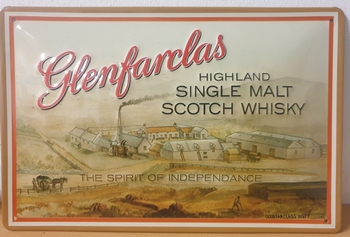 Glenfarclas
HIGHLAND
SINGLE MALT
SCOTCH WHISKY
THE SPIRIT OF INDEPENDANCE